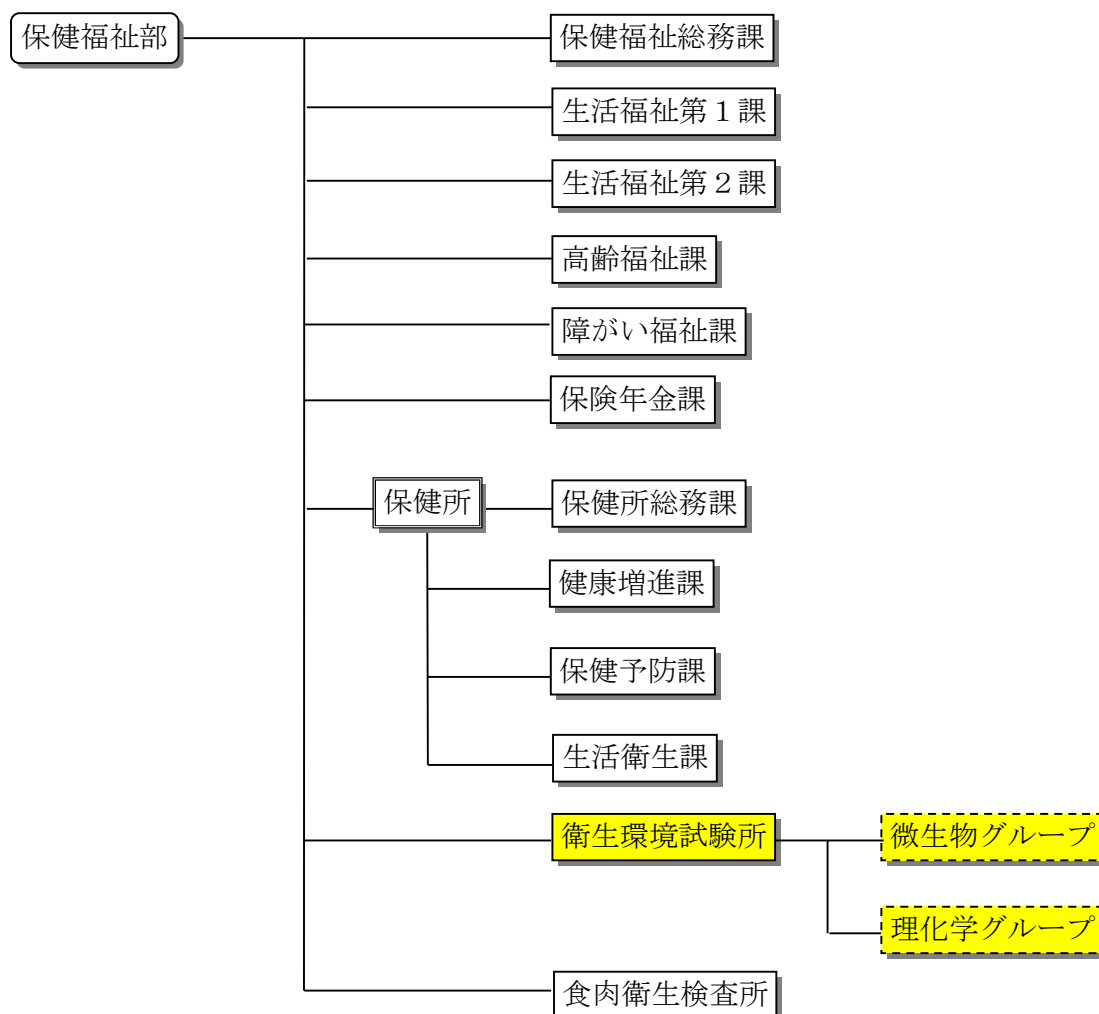 保健福祉部
保健福祉総務課
生活福祉第１課
生活福祉第２課
高齢福祉課
障がい福祉課
保険年金課
保健所
保健所総務課
健康増進課
保健予防課
生活衛生課
衛生環境試験所
微生物グループ
理化学グループ
食肉衛生検査所